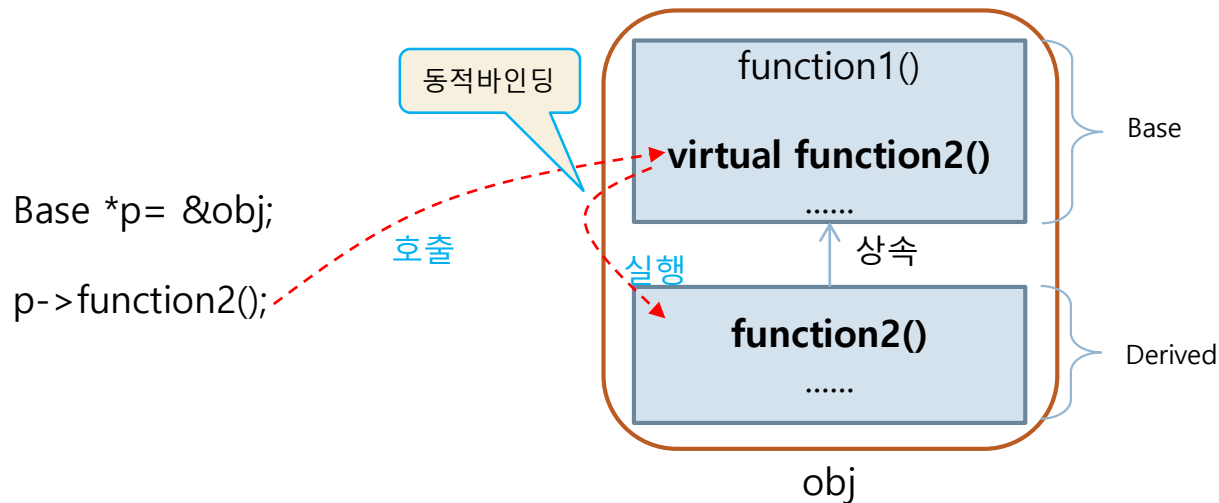 동적바인딩
function1()
virtual function2()
......
Base
Base *p= &obj;
호출
p->function2();
상속
실행
function2()
......
Derived
obj